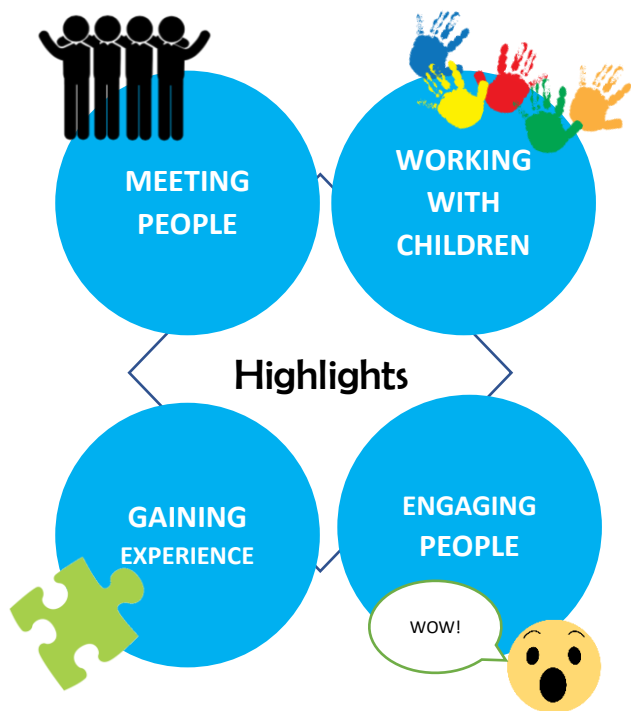 MEETING
PEOPLE
WORKING
WITH
CHILDREN
Highlights
GAINING
EXPERIENCE
ENGAGING
PEOPLE
WOW!